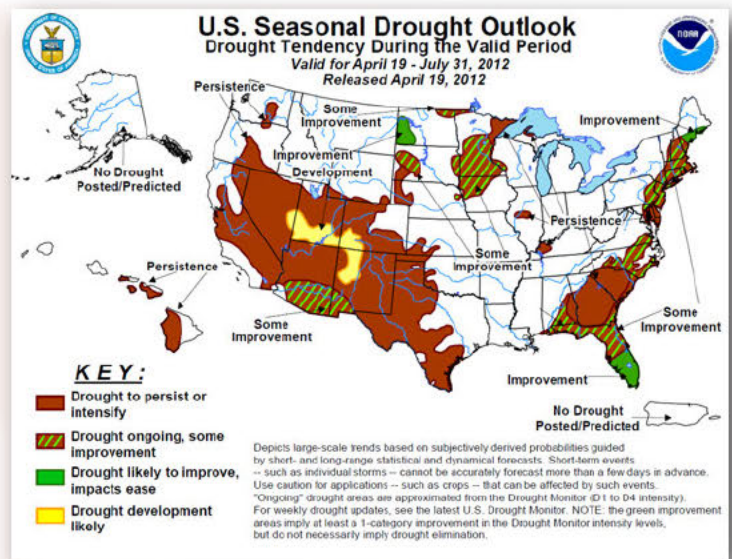 U.S. Seasonal Drought Outlook
Drought Tendency During the Valid Period
Valid for April 19 - July 31, 2012
Released April 19, 2012
DEPARTMENT OF COMMERCE
UNITED STATES OF AMERICA
NOAA
Persistence
Some
Improvement
Improvement
Improvement
Development
No Drought
Posted/Predicted
Persistence
Persistence
Some
Improvement
Some
Improvement
Some
Improvement
Improvement
No Drought
Posted/Predicted
KEY:
Drought to persist or
intensify
Drought ongoing, some
improvement
Drought likely to improve,
impacts ease
Drought development
likely
Depicts large-scale trends based on subjectively derived probabilities guided
by short- and long-range statistical and dynamical forecasts. Short-term events
-- such as individual storms -- cannot be accurately forecast more than a few days in advance.
Use caution for applications -- such as crops -- that can be affected by such events.
"Ongoing" drought areas are approximated from the Drought Monitor (D1 to D4 intensity).
For weekly drought updates, see the latest U.S. Drought Monitor. NOTE: the green improvement
areas imply at least a 1-category improvement in the Drought Monitor intensity levels,
but do not necessarily imply drought elimination.